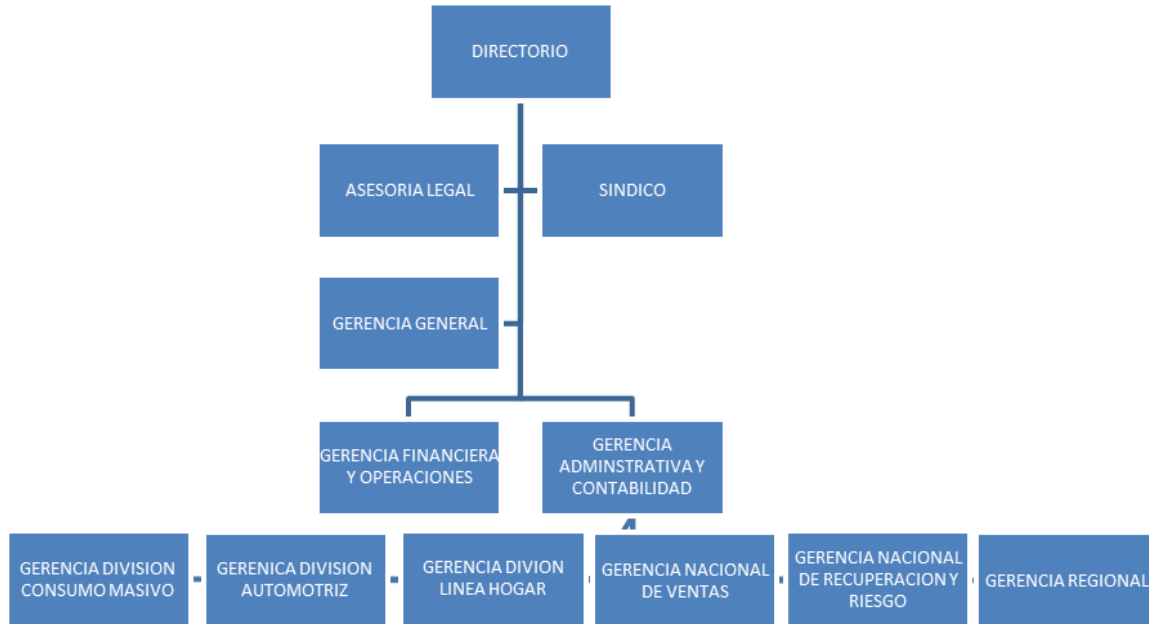 DIRECTORIO
ASESORIA LEGAL
SINDICO
GERENCIA GENERAL
GERENCIA FINANCIERA
Y OPERACIONES
GERENCIA
ADMINSTRATIVA Y
CONTABILIDAD
GERENCIA DIVISION
CONSUMO MASIVO
GERENICA DIVISION
AUTOMOTRIZ
GERENCIA DIVION
LINEA HOGAR
GERENCIA NACIONAL
DE VENTAS
GERENCIA NACIONAL
DE RECUPERACION Y
RIESGO
GERENCIA REGIONAL